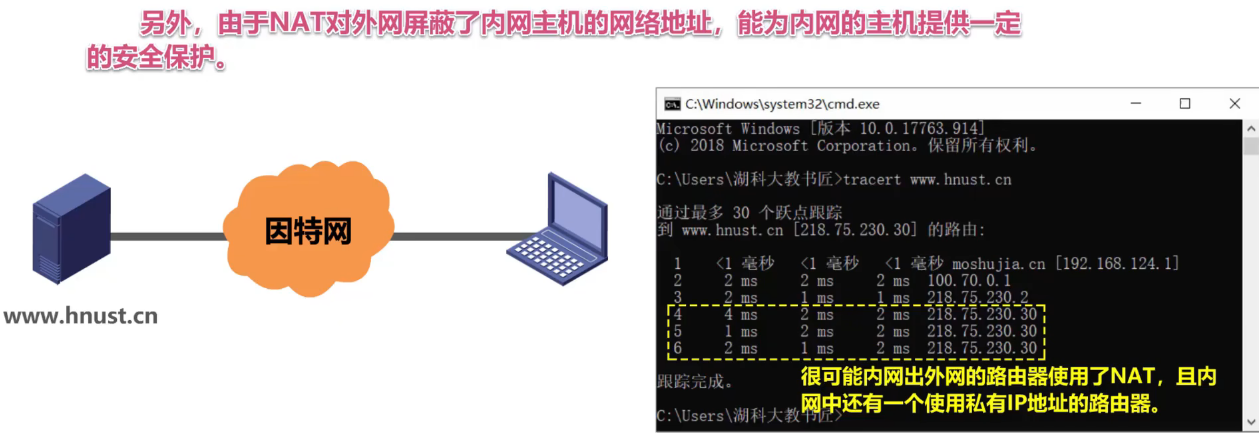 另外，由于NAT对外网屏蔽了内网主机的网络地址，能为内网的主机提供一定
的安全保护。
因特网
www.hnust.cn
C:\Windows\system32\cmd.exe
Microsoft Windows [版本 10.0.17763.914]
(c) 2018 Microsoft Corporation。保留所有权利。
C:\Users\湖科大教书匠>tracert www.hnust.cn
通过最多 30 个跃点跟踪
到 www.hnust.cn [218.75.230.30] 的路由:
1 <1 毫秒 <1 毫秒 <1 毫秒 moshujia.cn [192.168.124.1]
2 2 ms 2 ms 2 ms 100.70.0.1
3 2 ms 1 ms 1 ms 218.75.230.2
4 4 ms 2 ms 2 ms 218.75.230.30
5 1 ms 2 ms 2 ms 218.75.230.30
6 2 ms 1 ms 2 ms 218.75.230.30
跟踪完成。
C:\Users\湖科大教书匠>
很可能内网出外网的路由器使用了NAT，且内
网中还有一个使用私有IP地址的路由器。